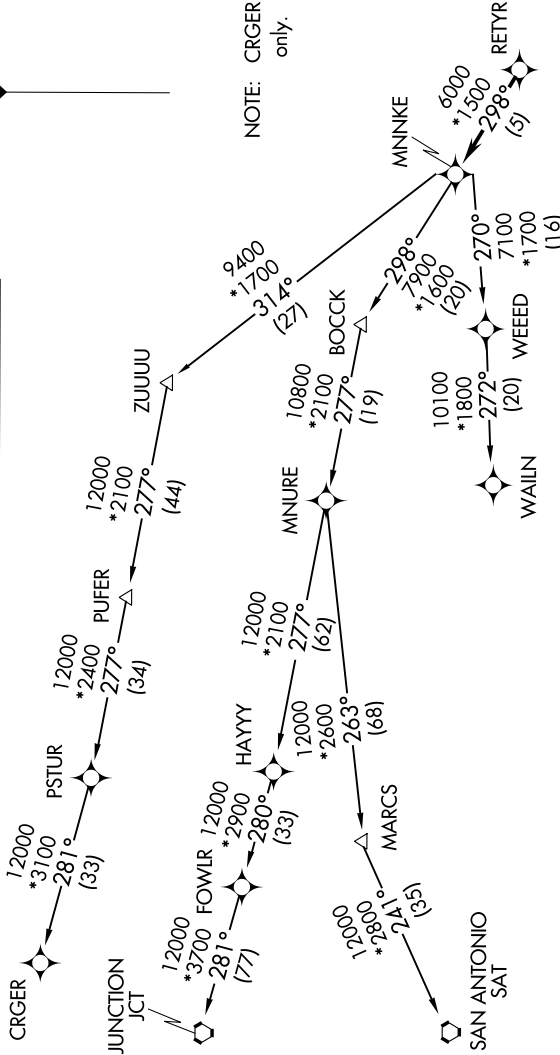 NOTE: CRGER
only.
RETYR
6000
*1500
298°
(5)
MNNKE
9400
*1700
314°
(27)
298°
7900
*1600
(20)
270°
7100
*1700
(16)
BOCCK
WEEED
ZUUUU
10800
*2100
277°
(19)
10100
*1800
272°
(20)
12000
*2100
277°
(44)
MNURE
WAILN
PUFER
12000
*2100
277°
(62)
12000
*2400
277°
(34)
12000
*2600
263°
(68)
HAYYY
PSTUR
MARCS
12000
*2900
280°
(33)
12000
*3100
281°
(33)
FOWLR
12000
*2800
241°
(35)
12000
*3700
281°
(77)
CRGER
JUNCTION
JCT
SAN ANTONIO
SAT